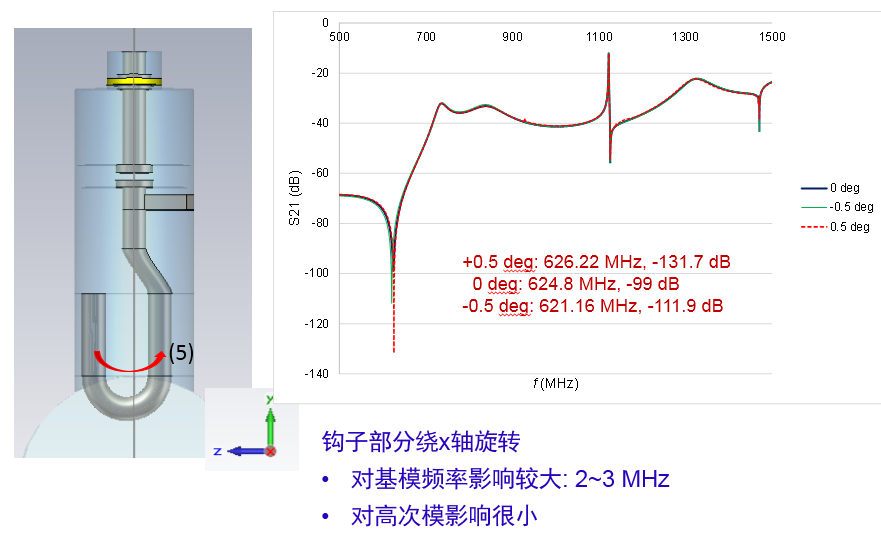 (5)
y
z
0
500
700
900
1100
1300
1500
-20
-40
-60
-80
-100
-120
-140
S21 (dB)
f (MHz)
0 deg
-0.5 deg
0.5 deg
+0.5 deg: 626.22 MHz, -131.7 dB
0 deg: 624.8 MHz, -99 dB
-0.5 deg: 621.16 MHz, -111.9 dB
钩子部分绕x轴旋转
• 对基模频率影响较大: 2~3 MHz
• 对高次模影响很小